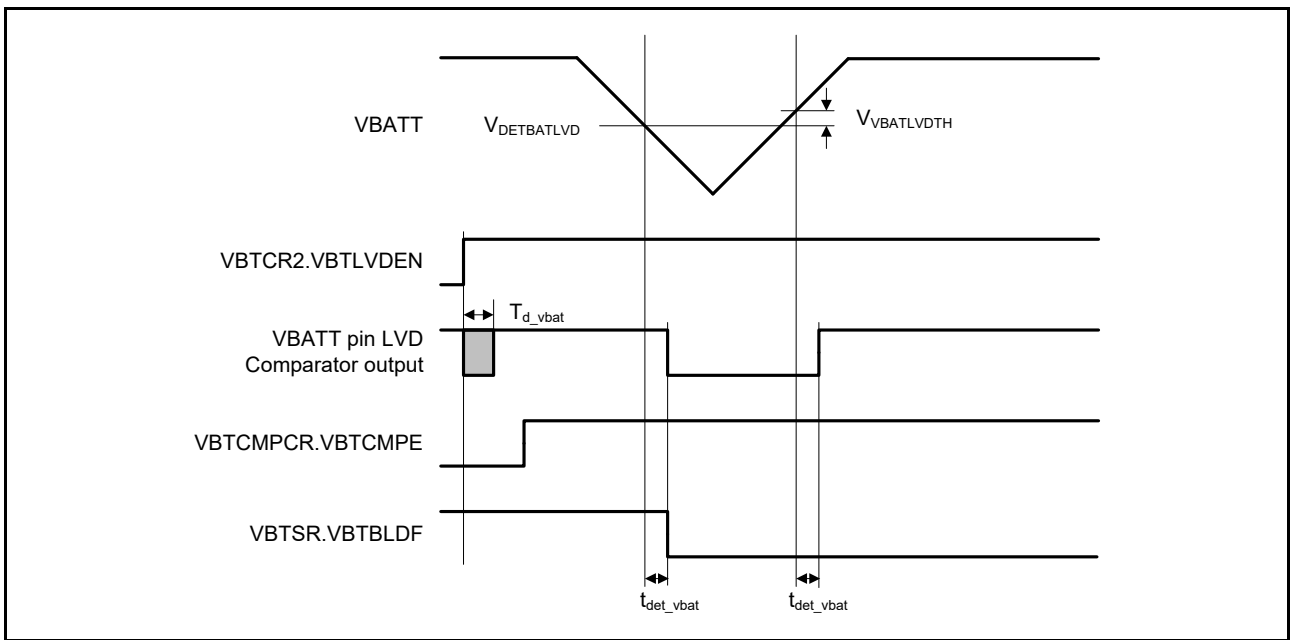 VBATT
VDETBATLVD
VVBATLVDTH
VBTCR2.VBTLVDEN
Td_vbat
VBATT pin LVD
Comparator output
VBTCMPCR.VBTCMPE
VBTSR.VBTBLDF
tdet_vbat
tdet_vbat